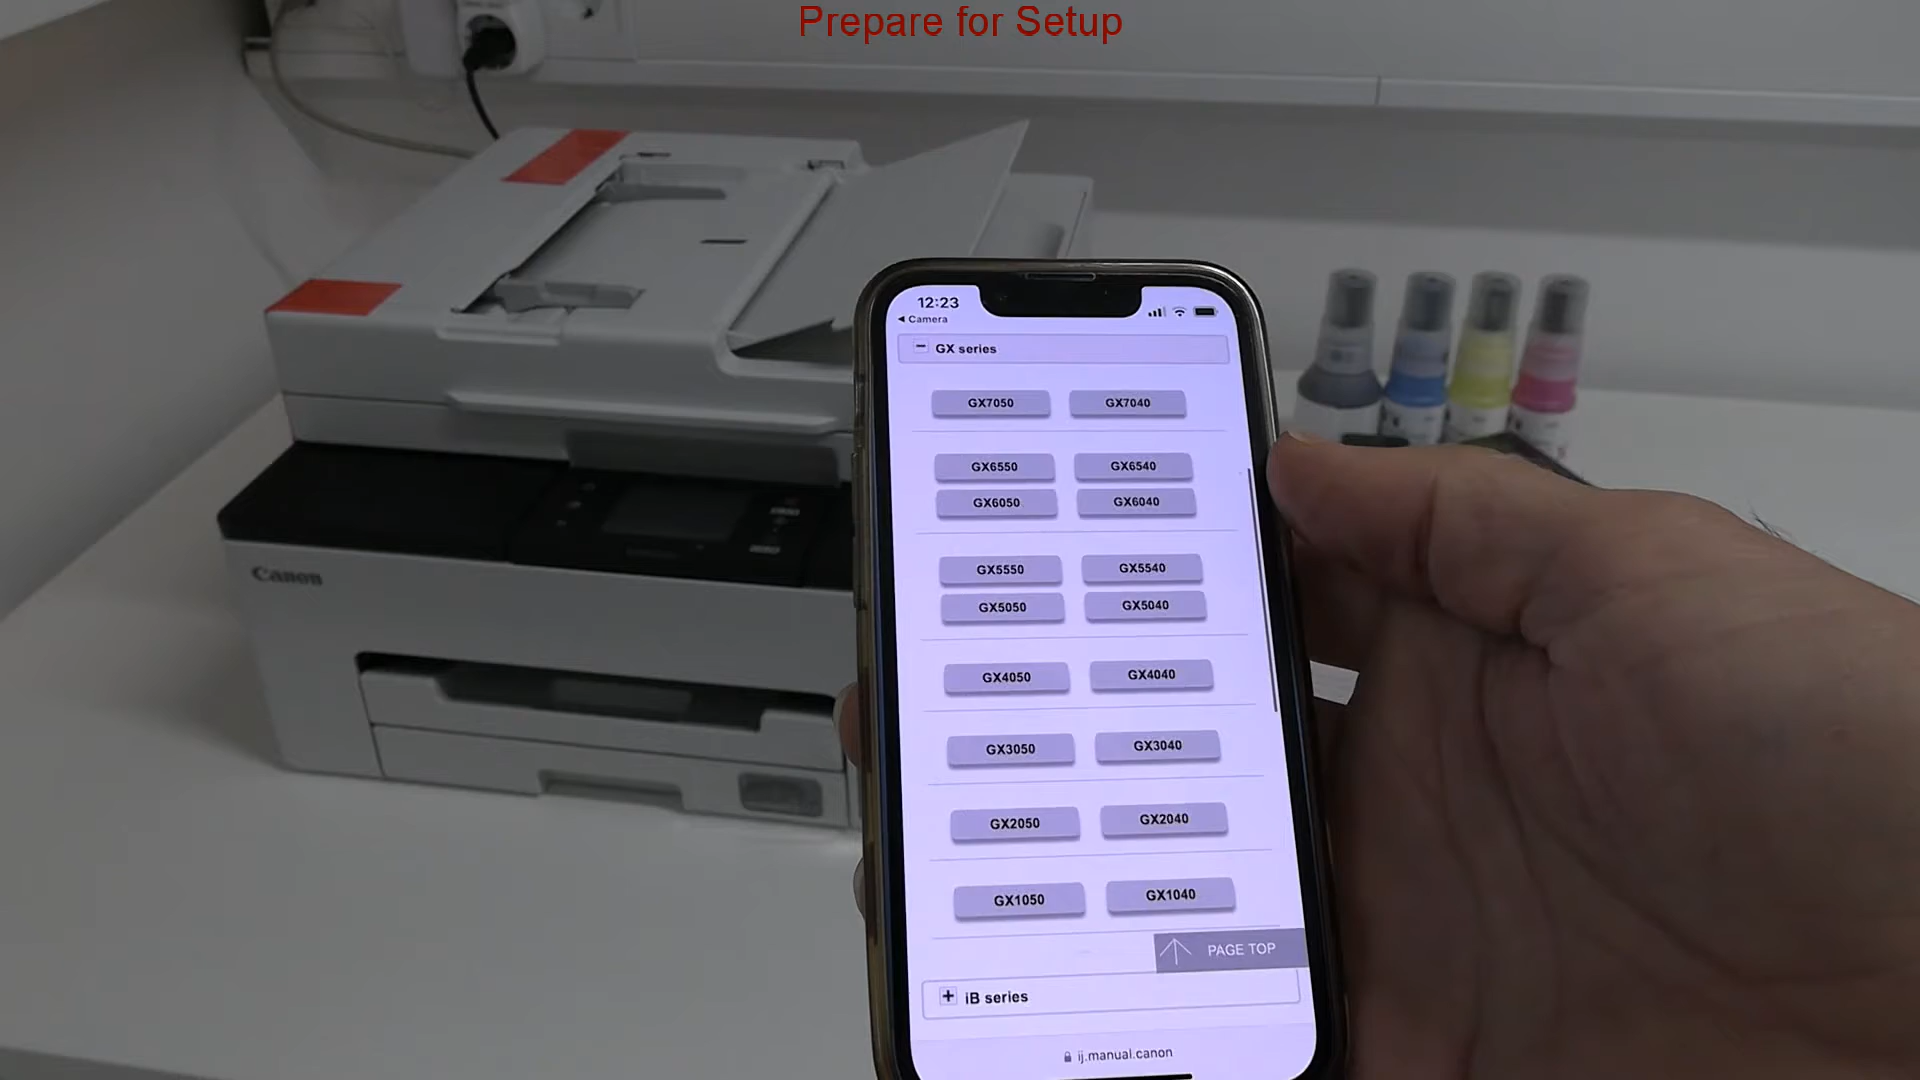 Prepare for Setup
Canon
12:23
Camera
GX series
GX7050 GX7040
GX6550 GX6540
GX6050 GX6040
GX5550 GX5540
GX5050 GX5040
GX4050 GX4040
GX3050 GX3040
GX2050 GX2040
GX1050 GX1040
PAGE TOP
iB series
ij.manual.canon